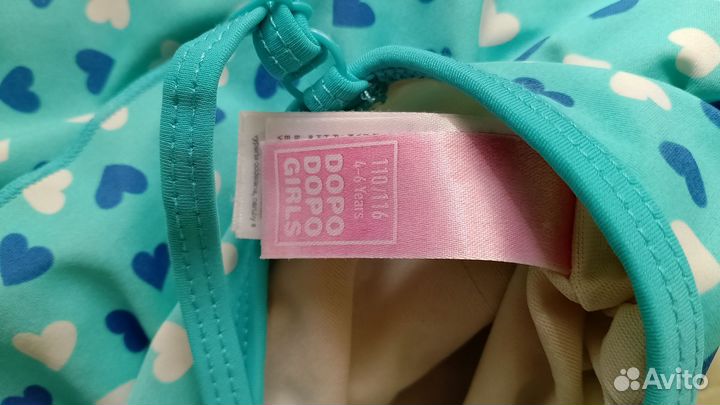 DOPO
DOPO
GIRLS
110/116
4-6 Years
Avito